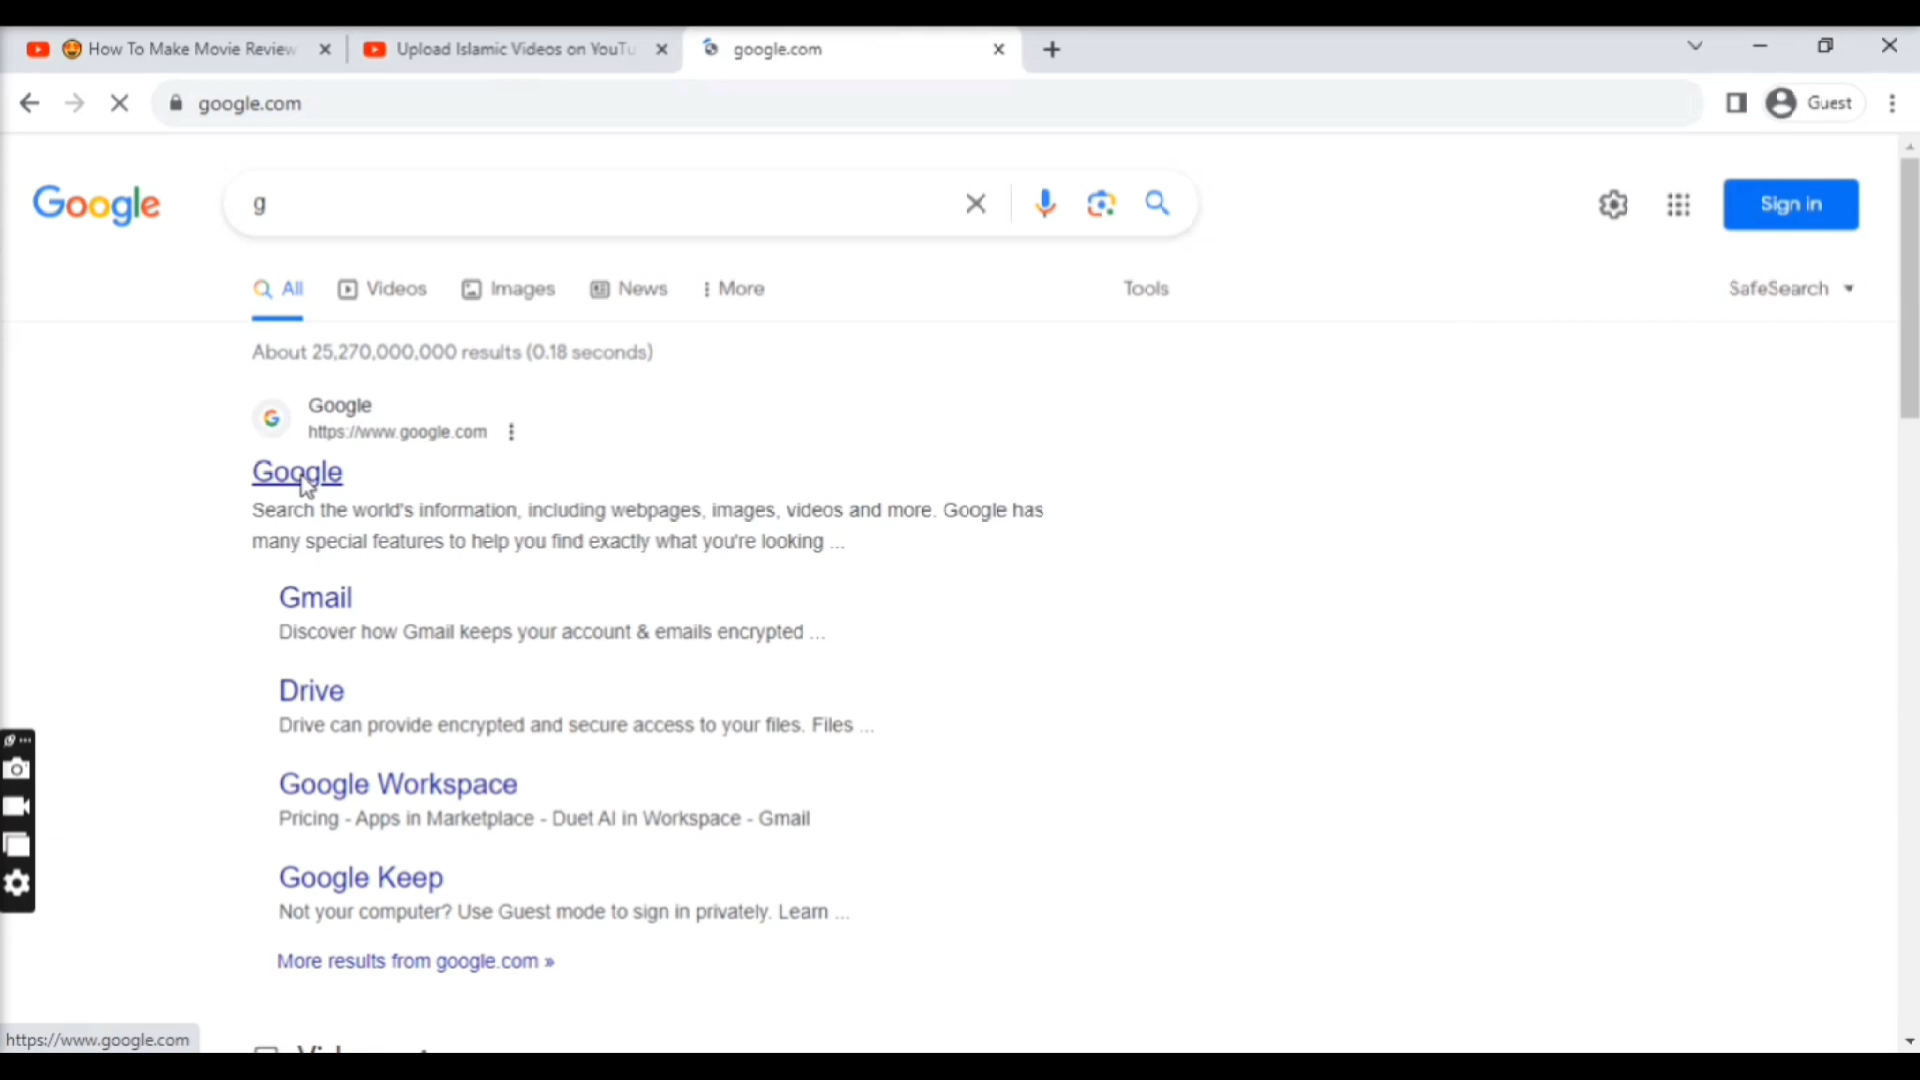 How To Make Movie Review
Upload Islamic Videos on YouTu
google.com
google.com
Guest
Google
g
Sign in
All
Videos
Images
News
More
Tools
SafeSearch
About 25,270,000,000 results (0.18 seconds)
Google
https://www.google.com
Google
Search the world's information, including webpages, images, videos and more. Google has
many special features to help you find exactly what you're looking ...
Gmail
Discover how Gmail keeps your account & emails encrypted ...
Drive
Drive can provide encrypted and secure access to your files. Files ...
Google Workspace
Pricing - Apps in Marketplace - Duet AI in Workspace - Gmail
Google Keep
Not your computer? Use Guest mode to sign in privately. Learn ...
More results from google.com »
https://www.google.com